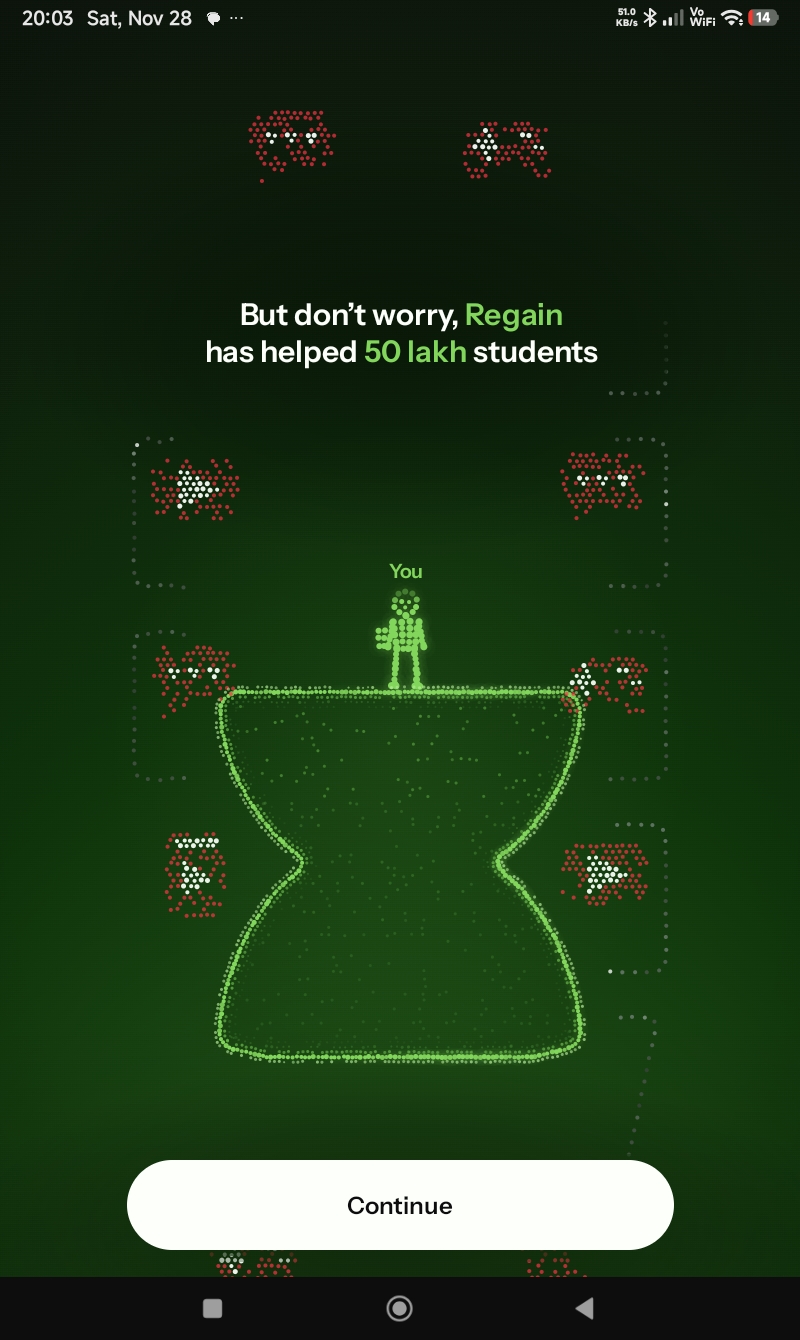 20:03 Sat, Nov 28 ...
51.0 KB/s Vo WiFi 14
But don’t worry, Regain
has helped 50 lakh students
You
Continue